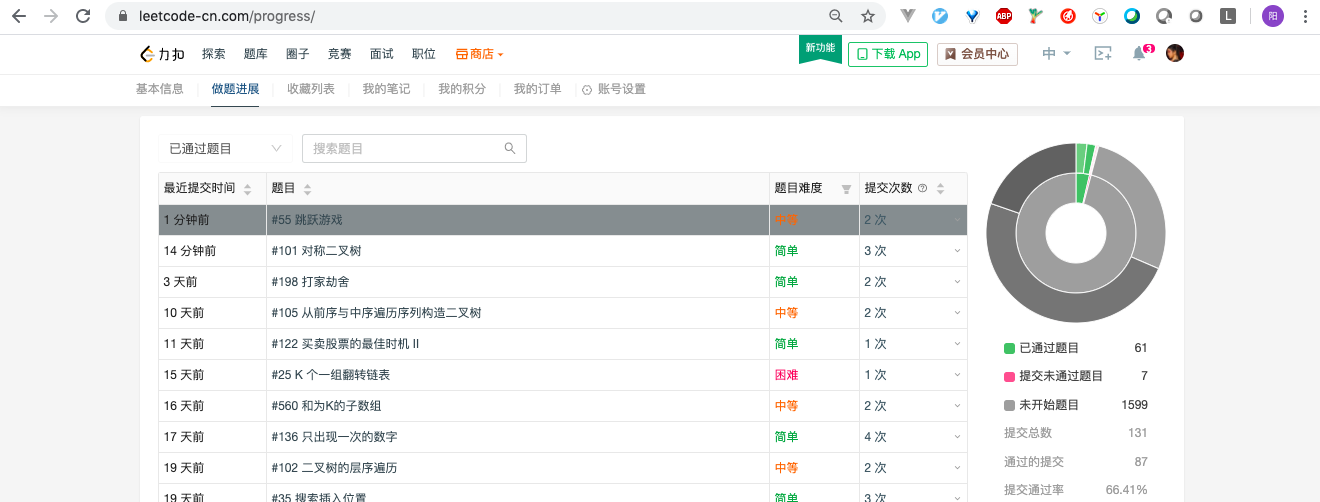 leetcode-cn.com/progress/
ABP
L
阳
力扣 探索 题库 圈子 竞赛 面试 职位 商店 新功能 下载 App 会员中心 中 3
基本信息 做题进展 收藏列表 我的笔记 我的积分 我的订单 账号设置
已通过题目 搜索题目
最近提交时间 题目 题目难度 提交次数
1 分钟前 #55 跳跃游戏 中等 2 次
14 分钟前 #101 对称二叉树 简单 3 次
3 天前 #198 打家劫舍 简单 2 次
10 天前 #105 从前序与中序遍历序列构造二叉树 中等 2 次
11 天前 #122 买卖股票的最佳时机 II 简单 1 次
15 天前 #25 K 个一组翻转链表 困难 1 次
16 天前 #560 和为K的子数组 中等 2 次
17 天前 #136 只出现一次的数字 简单 4 次
19 天前 #102 二叉树的层序遍历 中等 2 次
19 天前 #35 搜索插入位置 简单 3 次
已通过题目 61
提交未通过题目 7
未开始题目 1599
提交总数 131
通过的提交 87
提交通过率 66.41%